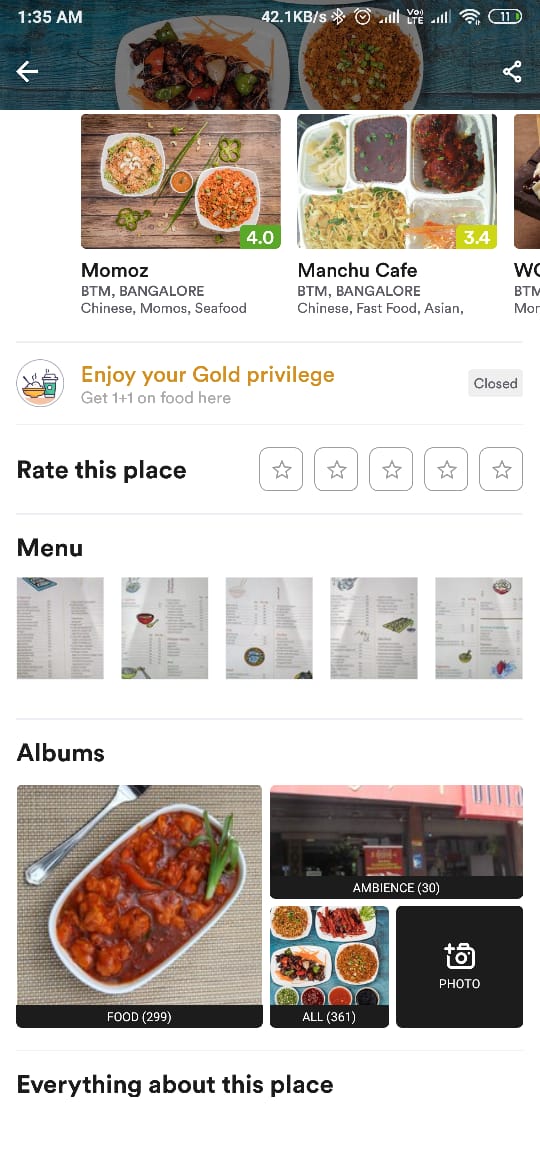 1:35 AM
42.1KB/s
Vo)
LTE
11
4.0
3.4
Momoz
Manchu Cafe
WO
BTM, BANGALORE
BTM, BANGALORE
BTM
Chinese, Momos, Seafood
Chinese, Fast Food, Asian,
Mor
Enjoy your Gold privilege
Get 1+1 on food here
Closed
Rate this place
Menu
Albums
AMBIENCE (30)
FOOD (299)
ALL (361)
PHOTO
Everything about this place